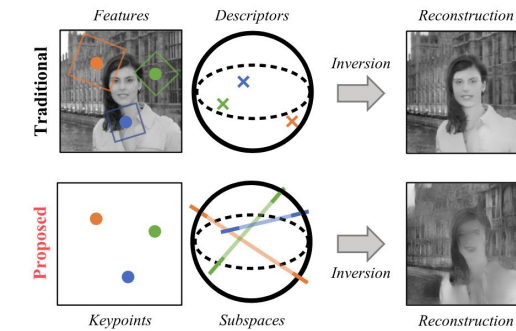 Features Descriptors Reconstruction
Traditional
Inversion
Proposed
Inversion
Keypoints Subspaces Reconstruction